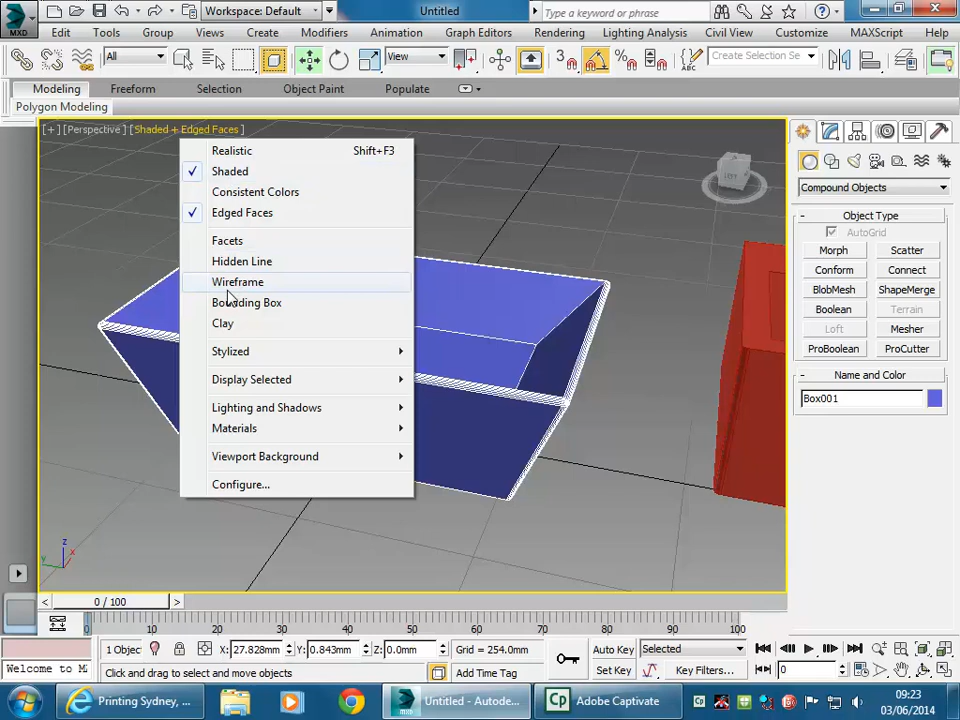 Workspace: Default
Untitled
Type a keyword or phrase
MXD
Edit Tools Group Views Create Modifiers Animation Graph Editors Rendering Lighting Analysis Civil View Customize MAXScript Help
All
View
3
Create Selection Se
Modeling Freeform Selection Object Paint Populate
Polygon Modeling
[+] [Perspective] [Shaded + Edged Faces]
Realistic Shift+F3
Shaded
Consistent Colors
Edged Faces
Facets
Hidden Line
Wireframe
Bounding Box
Clay
Stylized
Display Selected
Lighting and Shadows
Materials
Viewport Background
Configure...
Compound Objects
Object Type
AutoGrid
Morph Scatter
Conform Connect
BlobMesh ShapeMerge
Boolean Terrain
Loft Mesher
ProBoolean ProCutter
Name and Color
Box001
z
x
y
0 / 100
0 10 20 30 40 50 60 70 80 90 100
1 Object X: 27.828mm Y: 0.843mm Z: 0.0mm Grid = 254.0mm Auto Key Selected
Welcome to M Click and drag to select and move objects Add Time Tag Set Key Key Filters... 0
Printing Sydney, ... Untitled - Autode... Adobe Captivate
09:23
03/06/2014